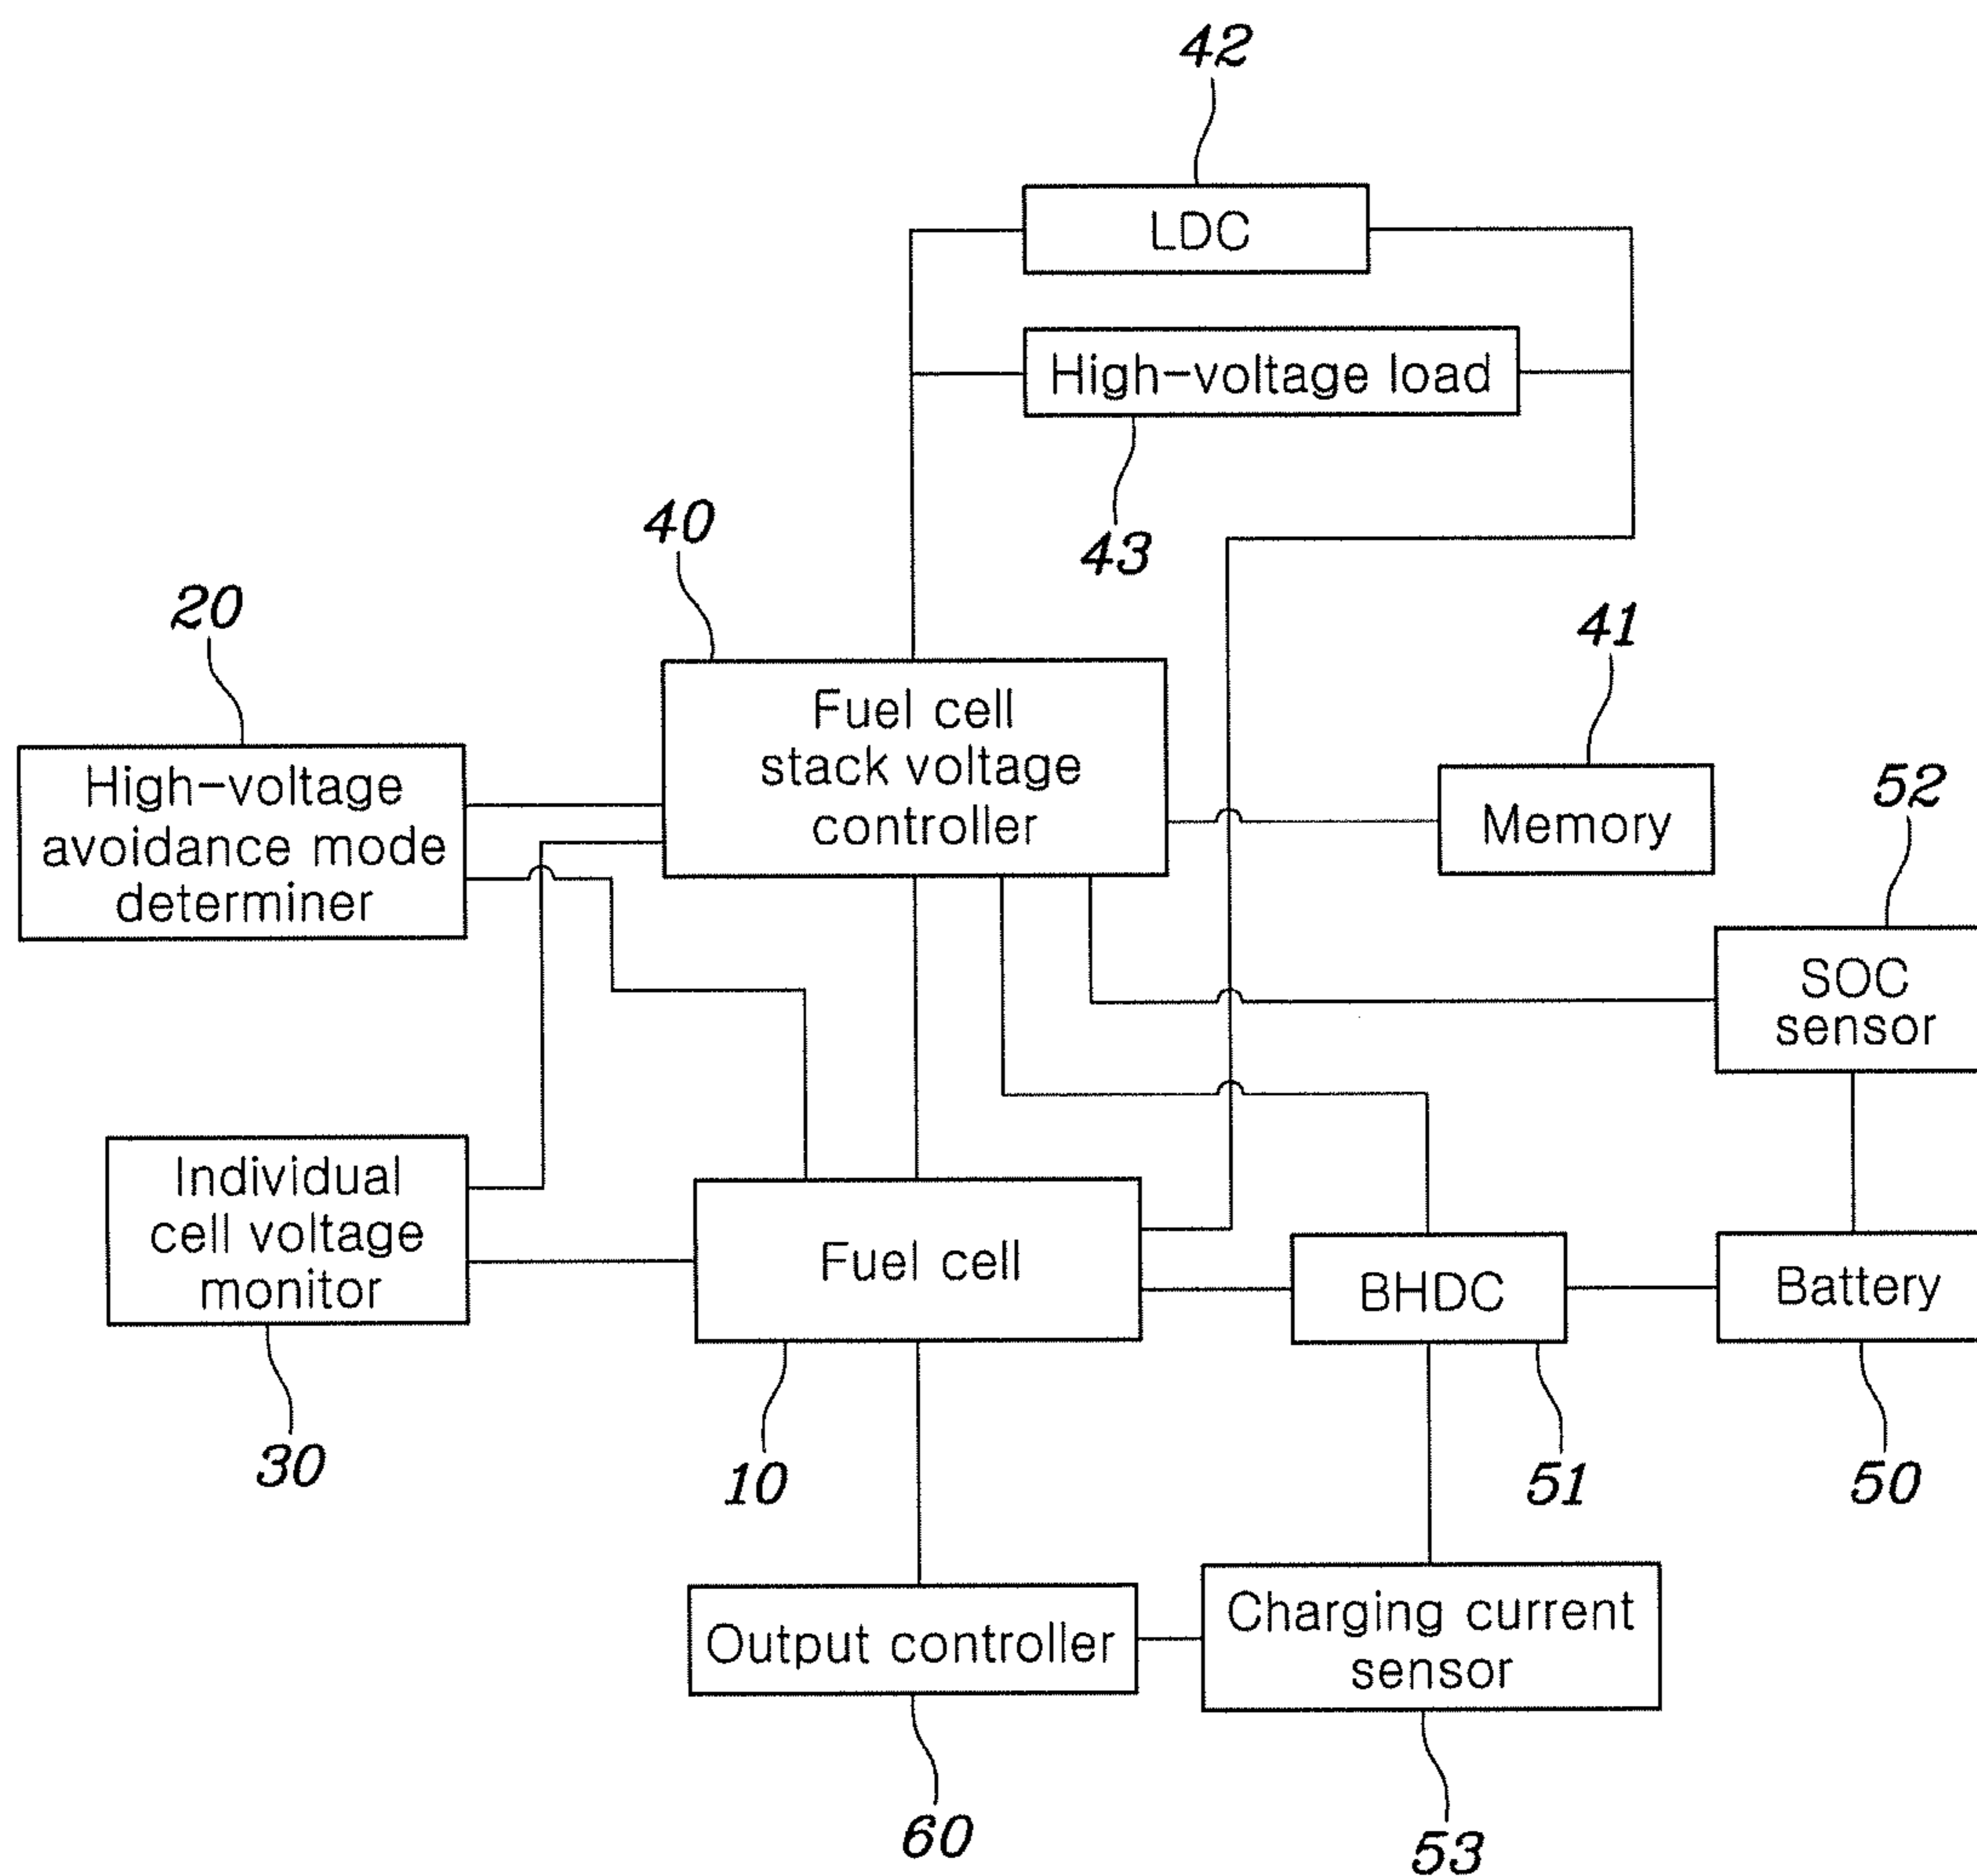 42
LDC
High-voltage load
43
40
20
41
Fuel cell
stack voltage
controller
High-voltage
avoidance mode
determiner
Memory
52
SOC
sensor
Individual
cell voltage
monitor
Fuel cell
BHDC
Battery
30
10
51
50
Output controller
Charging current
sensor
60
53